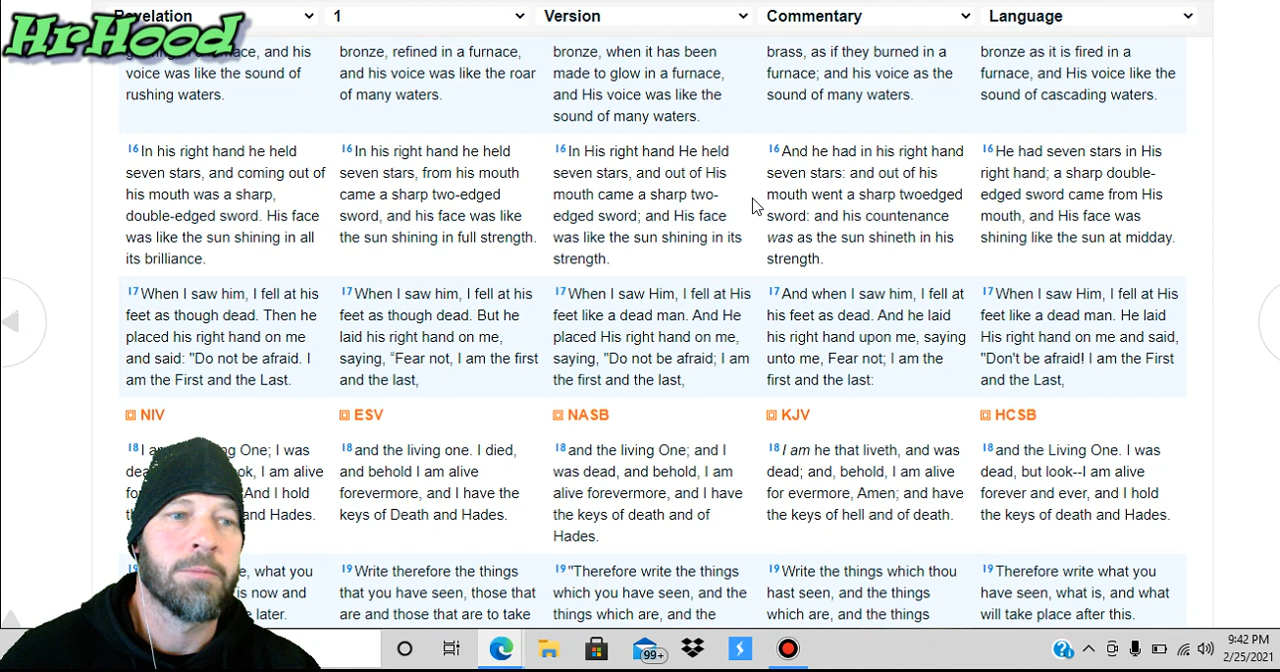 HrHood
Revelation 1 Version Commentary Language
furnace, and his
voice was like the sound of
rushing waters.
bronze, refined in a furnace,
and his voice was like the roar
of many waters.
bronze, when it has been
made to glow in a furnace,
and His voice was like the
sound of many waters.
brass, as if they burned in a
furnace; and his voice as the
sound of many waters.
bronze as it is fired in a
furnace, and His voice like the
sound of cascading waters.
16 In his right hand he held
seven stars, and coming out of
his mouth was a sharp,
double-edged sword. His face
was like the sun shining in all
its brilliance.
16 In his right hand he held
seven stars, from his mouth
came a sharp two-edged
sword, and his face was like
the sun shining in full strength.
16 In His right hand He held
seven stars, and out of His
mouth came a sharp two-
edged sword; and His face
was like the sun shining in its
strength.
16 And he had in his right hand
seven stars: and out of his
mouth went a sharp twoedged
sword: and his countenance
was as the sun shineth in his
strength.
16 He had seven stars in His
right hand; a sharp double-
edged sword came from His
mouth, and His face was
shining like the sun at midday.
17 When I saw him, I fell at his
feet as though dead. Then he
placed his right hand on me
and said: "Do not be afraid. I
am the First and the Last.
17 When I saw him, I fell at his
feet as though dead. But he
laid his right hand on me,
saying, “Fear not, I am the first
and the last,
17 When I saw Him, I fell at His
feet like a dead man. And He
placed His right hand on me,
saying, "Do not be afraid; I am
the first and the last,
17 And when I saw him, I fell at
his feet as dead. And he laid
his right hand upon me, saying
unto me, Fear not; I am the
first and the last:
17 When I saw Him, I fell at His
feet like a dead man. He laid
His right hand on me and said,
"Don't be afraid! I am the First
and the Last,
NIV ESV NASB KJV HCSB
18 I am One; I was
I am alive
And I hold
and Hades.
18 and the living one. I died,
and behold I am alive
forevermore, and I have the
keys of Death and Hades.
18 and the living One; and I
was dead, and behold, I am
alive forevermore, and I have
the keys of death and of
Hades.
18 I am he that liveth, and was
dead; and, behold, I am alive
for evermore, Amen; and have
the keys of hell and of death.
18 and the Living One. I was
dead, but look--I am alive
forever and ever, and I hold
the keys of death and Hades.
what you
is now and
later.
19 Write therefore the things
that you have seen, those that
are and those that are to take
19 "Therefore write the things
which you have seen, and the
things which are, and the
19 Write the things which thou
hast seen, and the things
which are, and the things
19 Therefore write what you
have seen, what is, and what
will take place after this.
99+
9:42 PM
2/25/2021